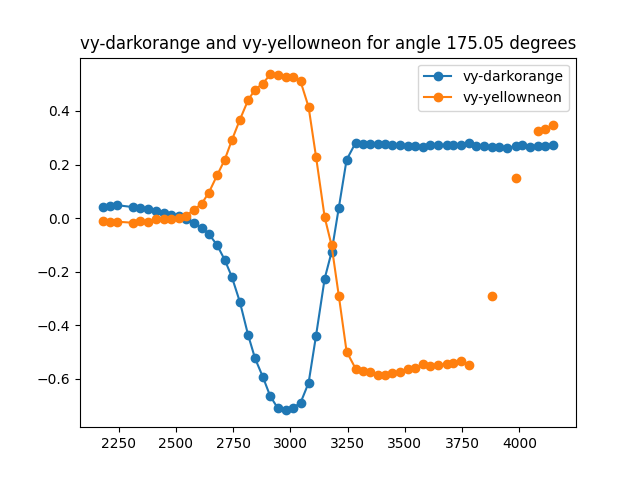 vy-darkorange and vy-yellowneon for angle 175.05 degrees
vy-darkorange
vy-yellowneon
0.4
0.2
0.0
−0.2
−0.4
−0.6
2250 2500 2750 3000 3250 3500 3750 4000